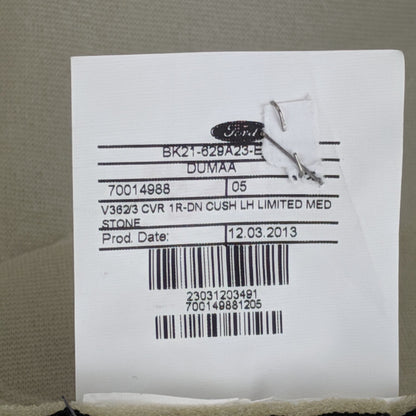 Ford
BK21-629A23-E
DUMAA
70014988 05
V362/3 CVR 1R-DN CUSH LH LIMITED MED
STONE
Prod. Date: 12.03.2013
23031203491
700149881205